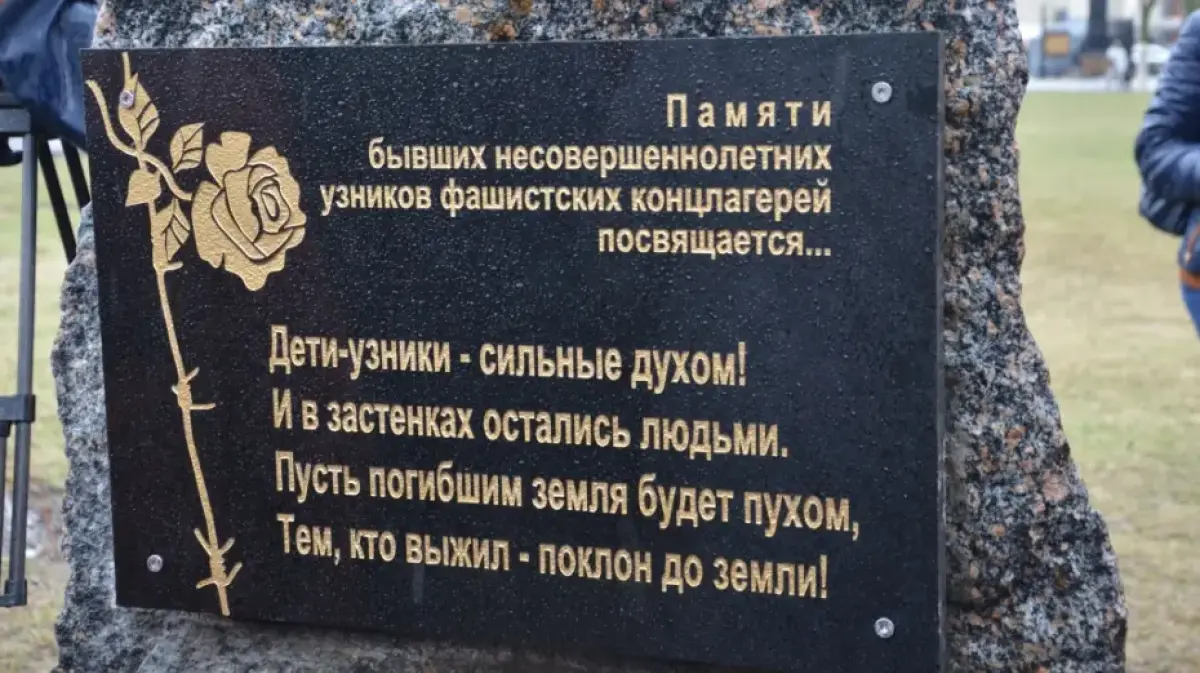 Памяти
бывших несовершеннолетних
узников фашистских концлагерей
посвящается...
Дети-узники - сильные духом!
И в застенках остались людьми.
Пусть погибшим земля будет пухом,
Тем, кто выжил - поклон до земли!